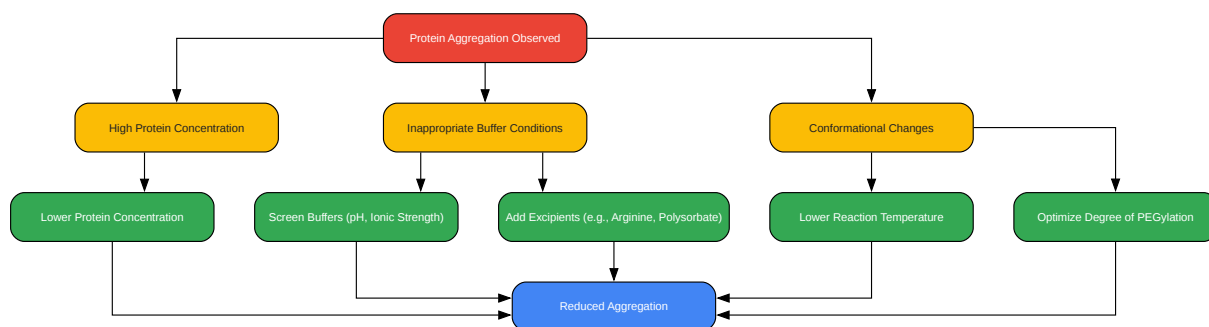 Protein Aggregation Observed
High Protein Concentration
Inappropriate Buffer Conditions
Conformational Changes
Lower Protein Concentration
Screen Buffers (pH, Ionic Strength)
Add Excipients (e.g., Arginine, Polysorbate)
Lower Reaction Temperature
Optimize Degree of PEGylation
Reduced Aggregation